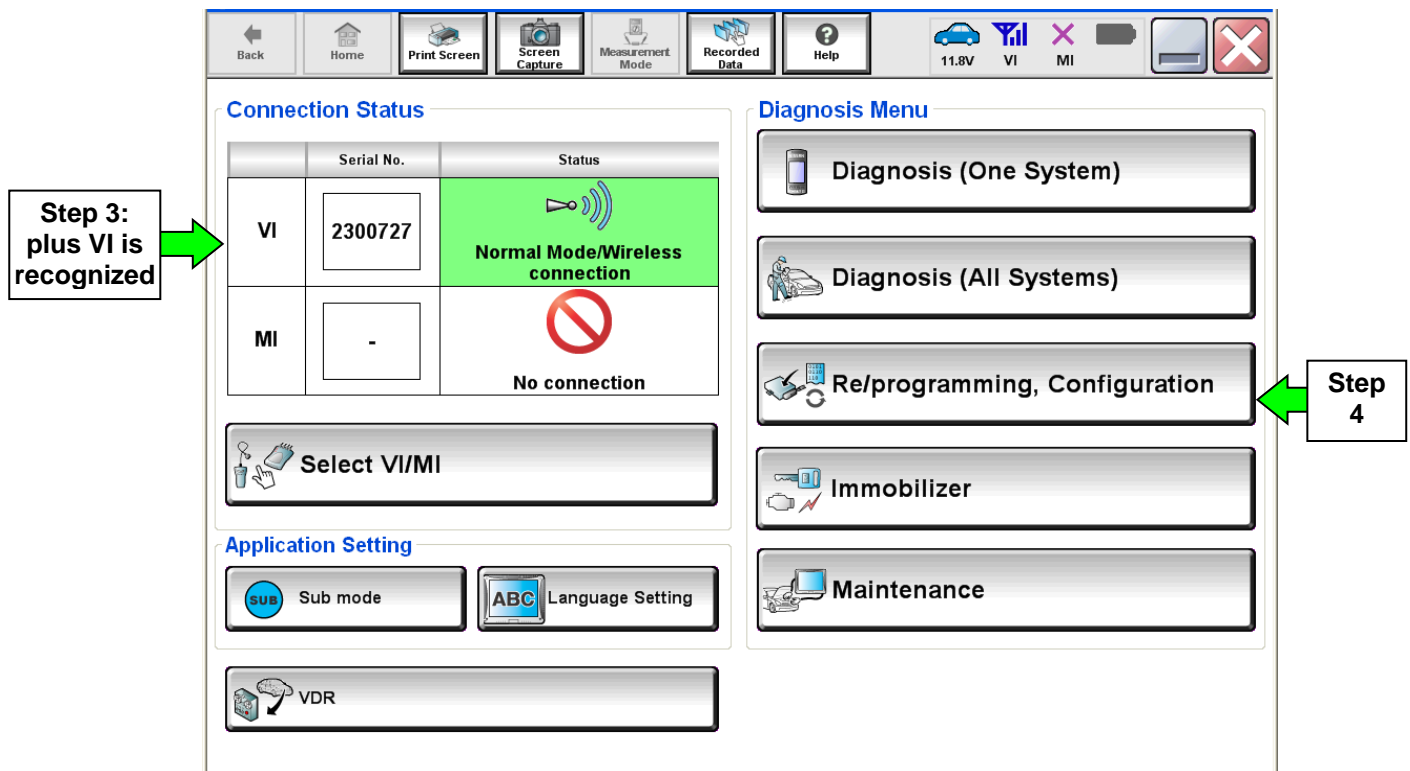 Back
Home
Print Screen
Screen
Capture
Measurement
Mode
Recorded
Data
?
Help
11.8V
VI
MI
Connection Status
Serial No.
Status
VI
2300727
Normal Mode/Wireless
connection
MI
-
No connection
Select VI/MI
Application Setting
SUB
Sub mode
ABC
Language Setting
VDR
Diagnosis Menu
Diagnosis (One System)
Diagnosis (All Systems)
Re/programming, Configuration
Immobilizer
Maintenance
Step 3:
plus VI is
recognized
Step
4